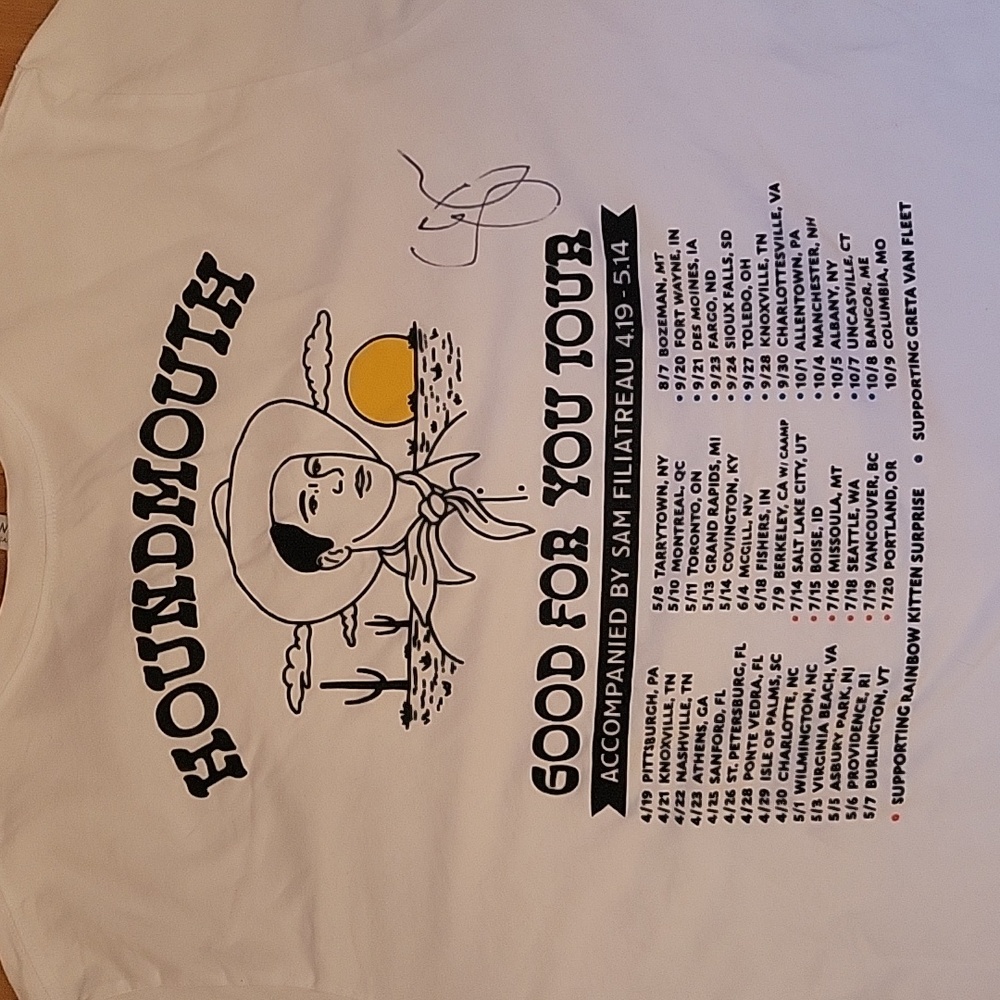 HOUNDMOUTH
GOOD FOR YOU TOUR
ACCOMPANIED BY SAM FILIATREAU 4.19-5.14
4/19 PITTSBURGH, PA
4/21 KNOXVILLE, TN
4/22 NASHVILLE, TN
4/23 ATHENS, GA
4/25 SANFORD, FL
4/26 ST. PETERSBURG, FL
4/28 PONTE VEDRA, FL
4/29 ISLE OF PALMS, SC
4/30 CHARLOTTE, NC
5/1 WILMINGTON, NC
5/3 VIRGINIA BEACH, VA
5/5 ASBURY PARK, NJ
5/6 PROVIDENCE, RI
5/7 BURLINGTON, VT
5/8 TARRYTOWN, NY
5/10 MONTREAL, QC
5/11 TORONTO, ON
5/13 GRAND RAPIDS, MI
5/14 COVINGTON, KY
6/4 MCGILL, NV
6/18 FISHERS, IN
7/9 BERKELEY, CA W/ CAAMP
• 7/14 SALT LAKE CITY, UT
• 7/15 BOISE, ID
• 7/16 MISSOULA, MT
• 7/18 SEATTLE, WA
• 7/19 VANCOUVER, BC
• 7/20 PORTLAND, OR
8/7 BOZEMAN, MT
• 9/20 FORT WAYNE, IN
• 9/21 DES MOINES, IA
• 9/23 FARGO, ND
• 9/24 SIOUX FALLS, SD
• 9/27 TOLEDO, OH
• 9/28 KNOXVILLE, TN
• 9/30 CHARLOTTESVILLE, VA
• 10/1 ALLENTOWN, PA
• 10/4 MANCHESTER, NH
• 10/5 ALBANY, NY
• 10/7 UNCASVILLE, CT
• 10/8 BANGOR, ME
10/9 COLUMBIA, MO
• SUPPORTING RAINBOW KITTEN SURPRISE • SUPPORTING GRETA VAN FLEET